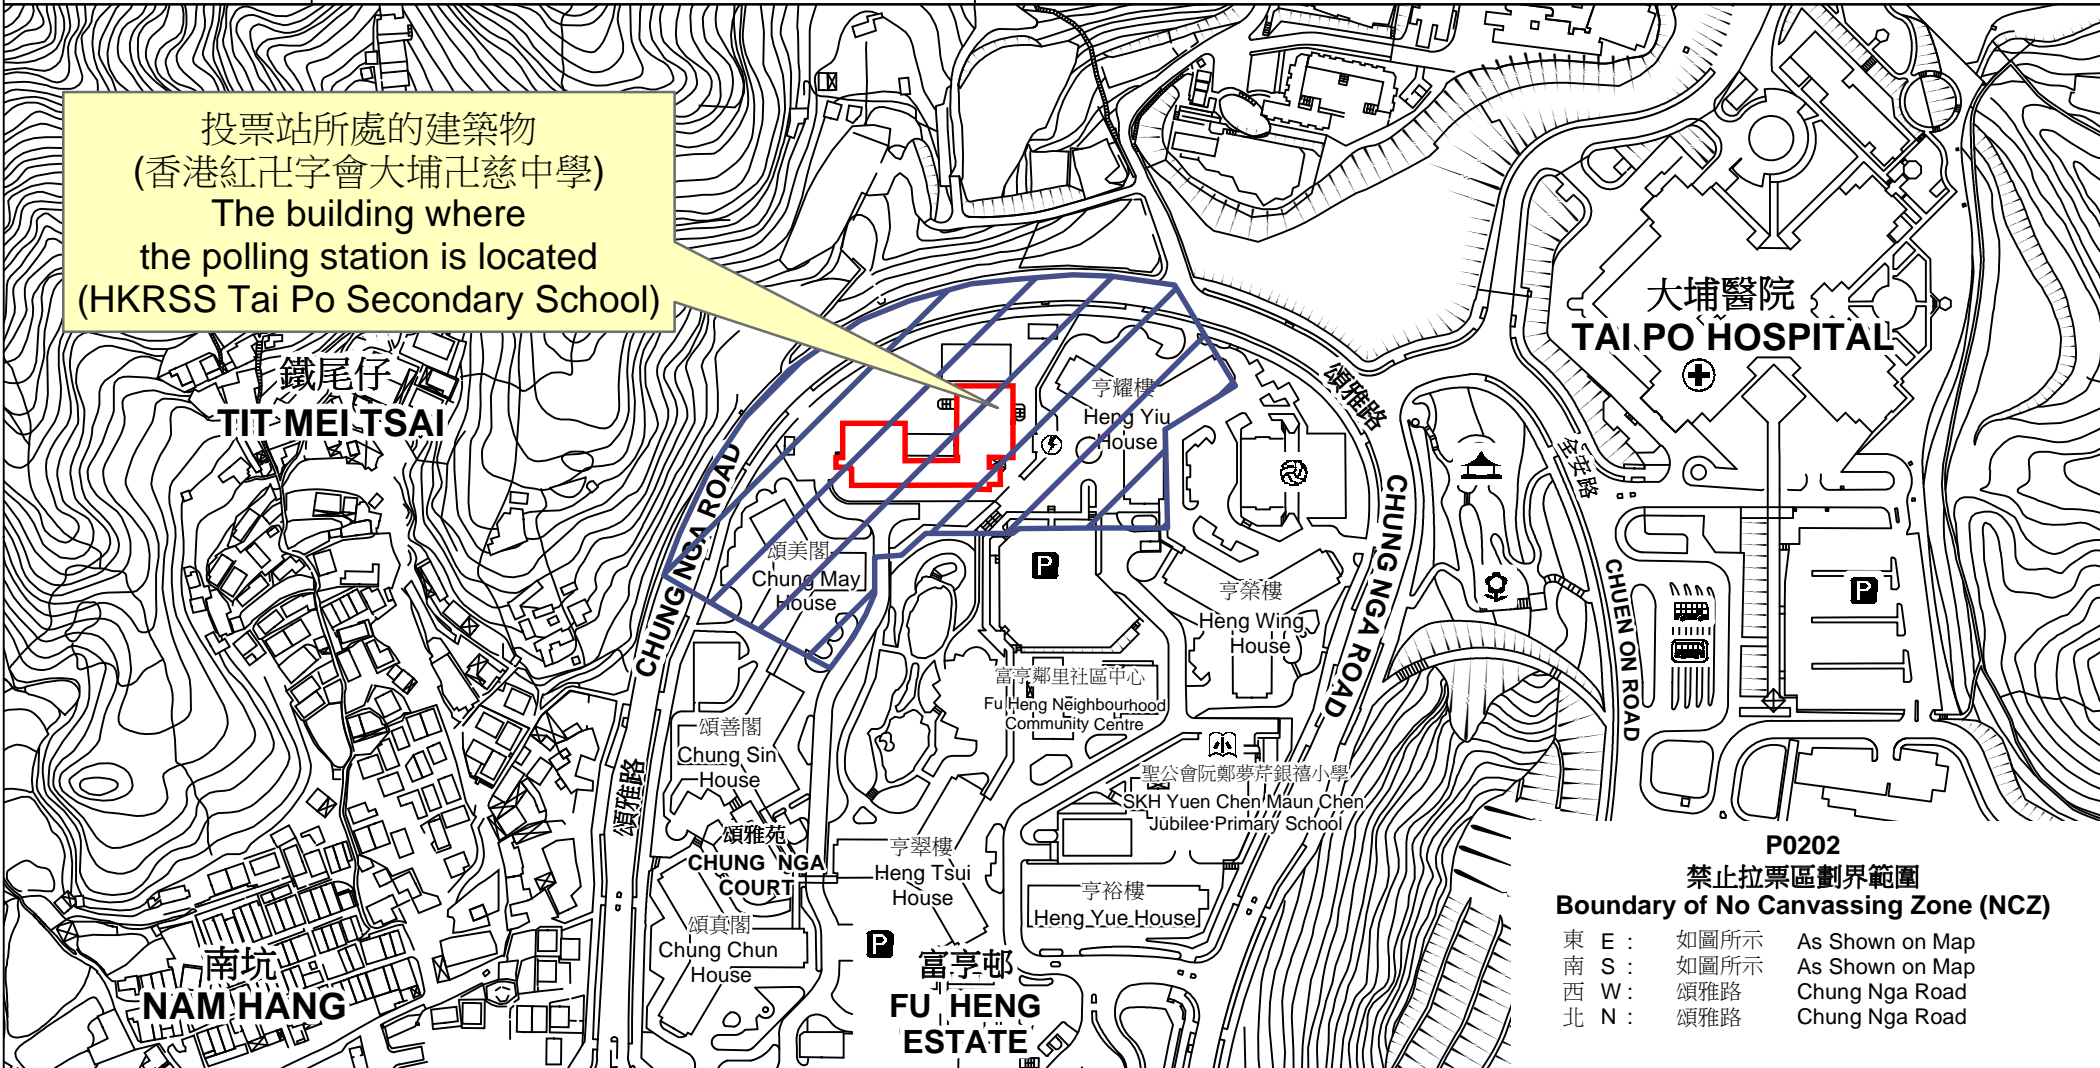 投票站所處的建築物
(香港紅卍字會大埔卍慈中學)
The building where
the polling station is located
(HKRSS Tai Po Secondary School)
大埔醫院
TAI PO HOSPITAL
鐵尾仔
TIT MEI TSAI
亨耀樓
Heng Yiu
House
頌雅路
CHUNG NGA ROAD
全安路
CHUEN ON ROAD
CHUNG NGA ROAD
頌雅路
頌美閣
Chung May
House
P
亨榮樓
Heng Wing
House
P
富亨鄰里社區中心
Fu Heng Neighbourhood
Community Centre
頌善閣
Chung Sin
House
聖公會阮鄭夢芹銀禧小學
SKH Yuen Chen Maun Chen
Jubilee Primary School
頌雅苑
CHUNG NGA
COURT
亨翠樓
Heng Tsui
House
亨裕樓
Heng Yue House
頌真閣
Chung Chun
House
P
富亨邨
FU HENG
ESTATE
南坑
NAM HANG
P0202
禁止拉票區劃界範圍
Boundary of No Canvassing Zone (NCZ)
東 E : 如圖所示 As Shown on Map
南 S : 如圖所示 As Shown on Map
西 W : 頌雅路 Chung Nga Road
北 N : 頌雅路 Chung Nga Road